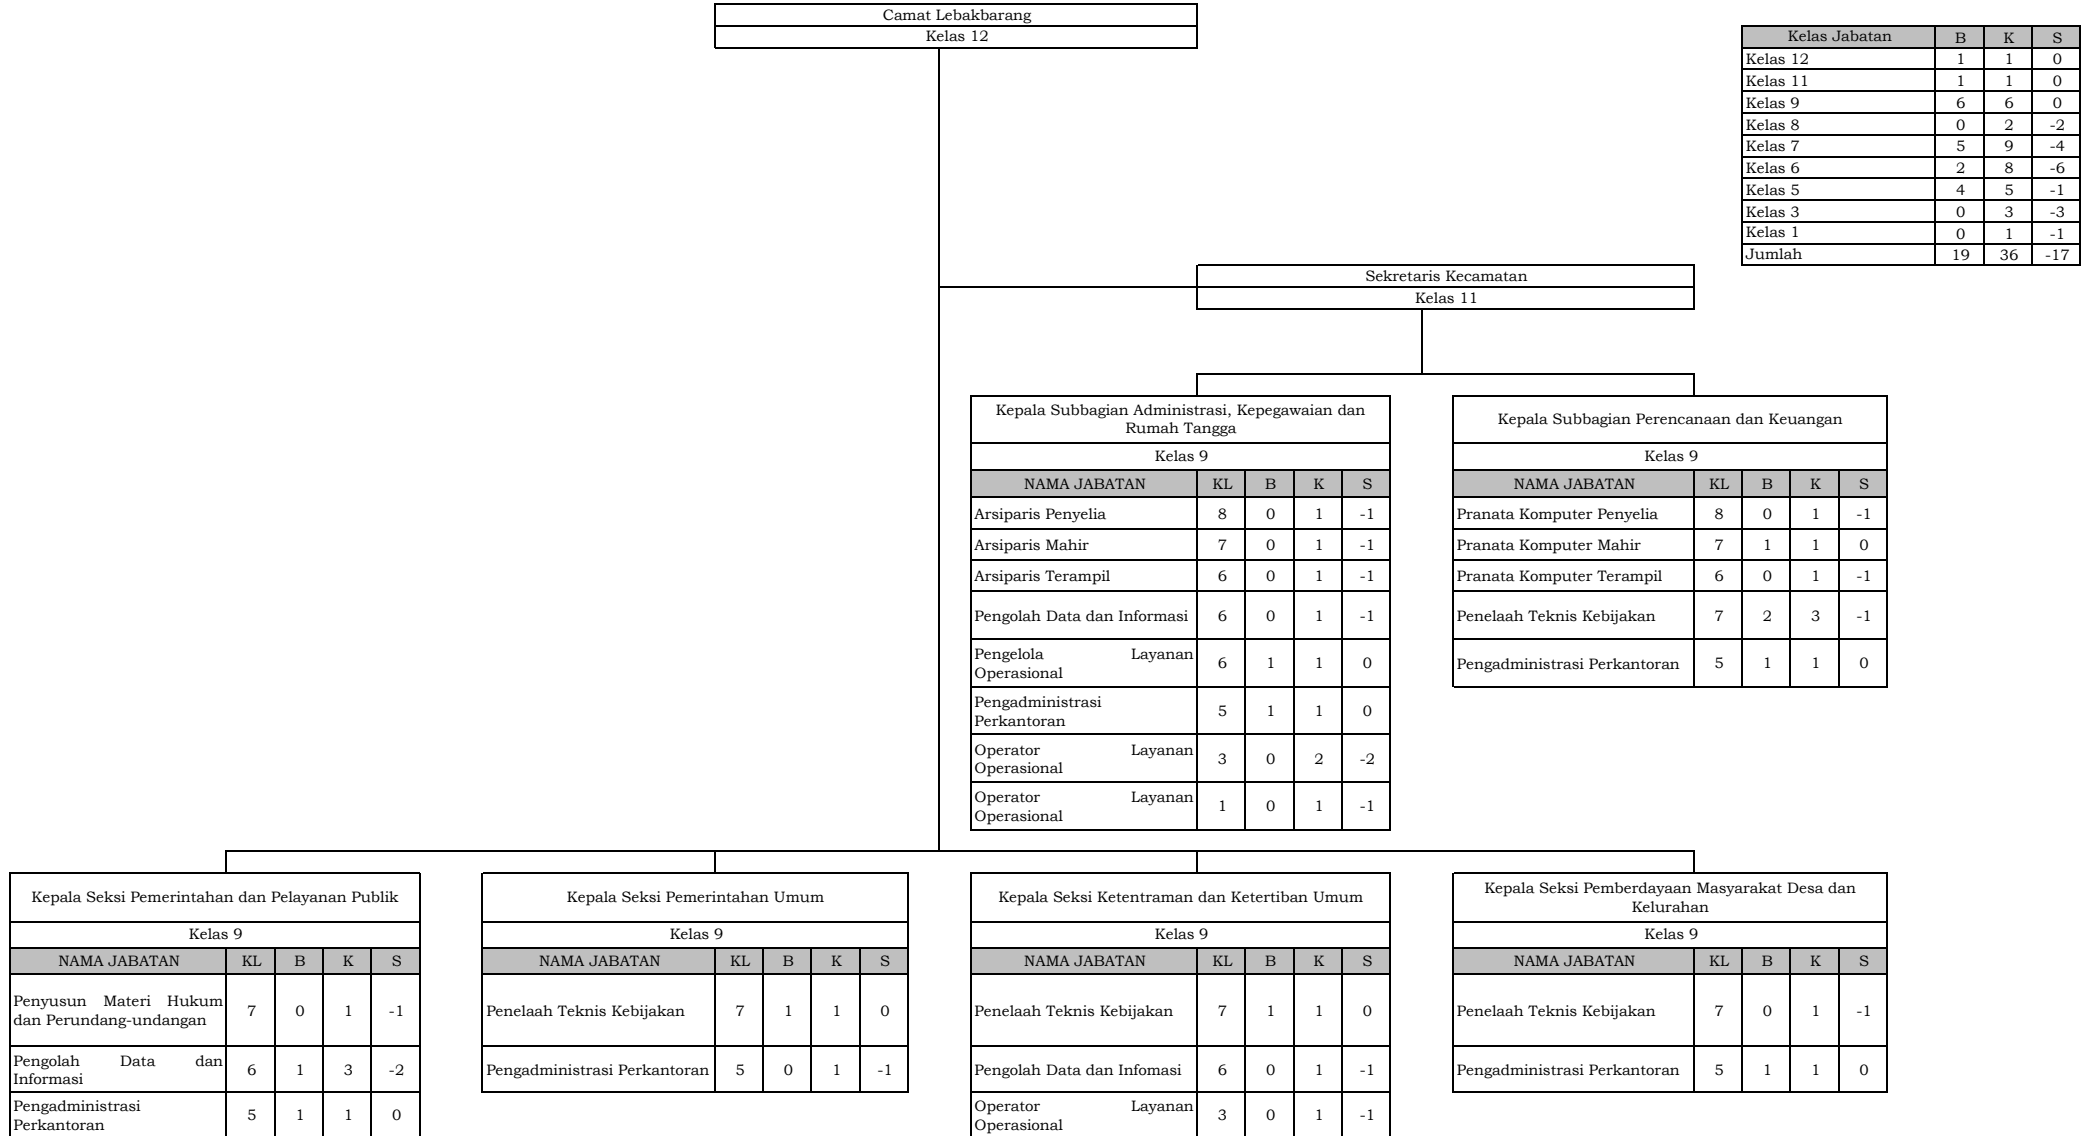 Camat Lebakbarang
Kelas 12
Kelas Jabatan B K S
Kelas 12 1 1 0
Kelas 11 1 1 0
Kelas 9 6 6 0
Kelas 8 0 2 -2
Kelas 7 5 9 -4
Kelas 6 2 8 -6
Kelas 5 4 5 -1
Kelas 3 0 3 -3
Kelas 1 0 1 -1
Jumlah 19 36 -17
Sekretaris Kecamatan
Kelas 11
Kepala Subbagian Administrasi, Kepegawaian dan
Rumah Tangga
Kelas 9
NAMA JABATAN KL B K S
Arsiparis Penyelia 8 0 1 -1
Arsiparis Mahir 7 0 1 -1
Arsiparis Terampil 6 0 1 -1
Pengolah Data dan Informasi 6 0 1 -1
Pengelola Layanan
Operasional 6 1 1 0
Pengadministrasi
Perkantoran 5 1 1 0
Operator Layanan
Operasional 3 0 2 -2
Operator Layanan
Operasional 1 0 1 -1
Kepala Subbagian Perencanaan dan Keuangan
Kelas 9
NAMA JABATAN KL B K S
Pranata Komputer Penyelia 8 0 1 -1
Pranata Komputer Mahir 7 1 1 0
Pranata Komputer Terampil 6 0 1 -1
Penelaah Teknis Kebijakan 7 2 3 -1
Pengadministrasi Perkantoran 5 1 1 0
Kepala Seksi Pemerintahan dan Pelayanan Publik
Kelas 9
NAMA JABATAN KL B K S
Penyusun Materi Hukum
dan Perundang-undangan 7 0 1 -1
Pengolah Data dan
Informasi 6 1 3 -2
Pengadministrasi
Perkantoran 5 1 1 0
Kepala Seksi Pemerintahan Umum
Kelas 9
NAMA JABATAN KL B K S
Penelaah Teknis Kebijakan 7 1 1 0
Pengadministrasi Perkantoran 5 0 1 -1
Kepala Seksi Ketentraman dan Ketertiban Umum
Kelas 9
NAMA JABATAN KL B K S
Penelaah Teknis Kebijakan 7 1 1 0
Pengolah Data dan Infomasi 6 0 1 -1
Operator Layanan
Operasional 3 0 1 -1
Kepala Seksi Pemberdayaan Masyarakat Desa dan
Kelurahan
Kelas 9
NAMA JABATAN KL B K S
Penelaah Teknis Kebijakan 7 0 1 -1
Pengadministrasi Perkantoran 5 1 1 0